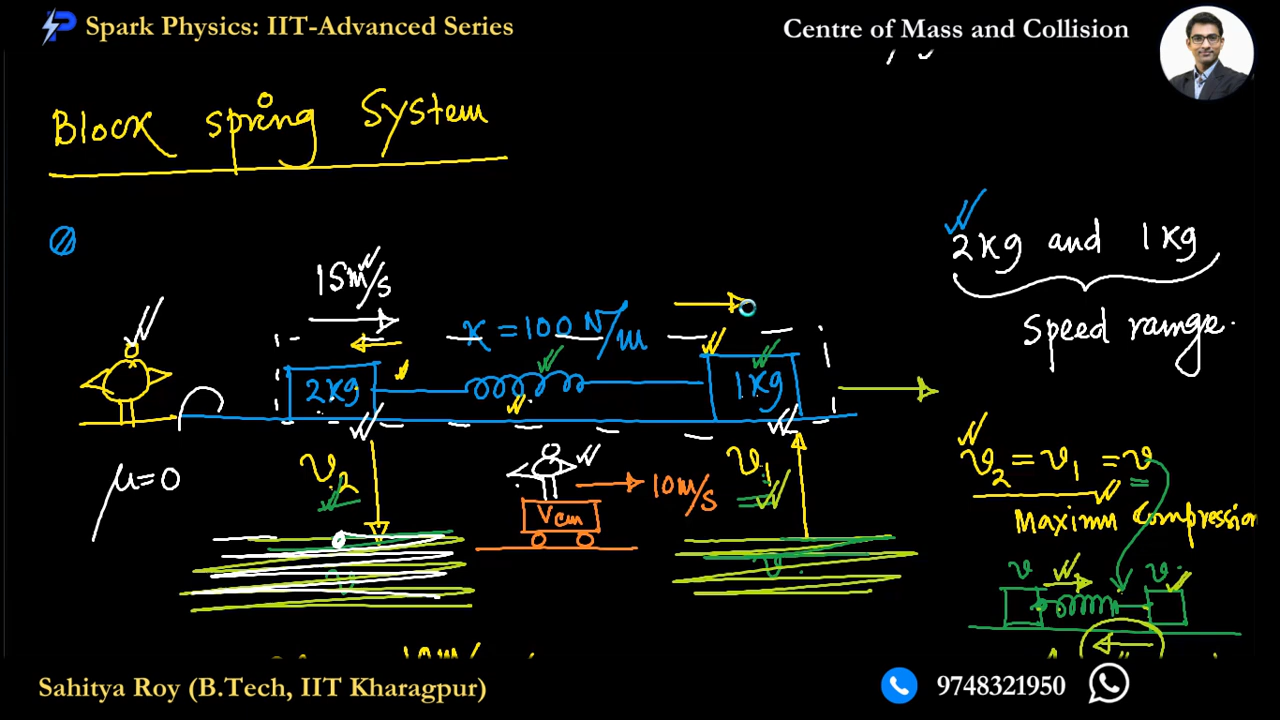 Spark Physics: IIT-Advanced Series
Centre of Mass and Collision
Block spring System
2kg and 1kg
Speed range.
15m/s
K = 100 N/m
2kg
1kg
μ=0
v2
v1
10m/s
Vcm
v
v
v2 = v1 = v
Maximm Compression
v
v
Sahitya Roy (B.Tech, IIT Kharagpur)
9748321950